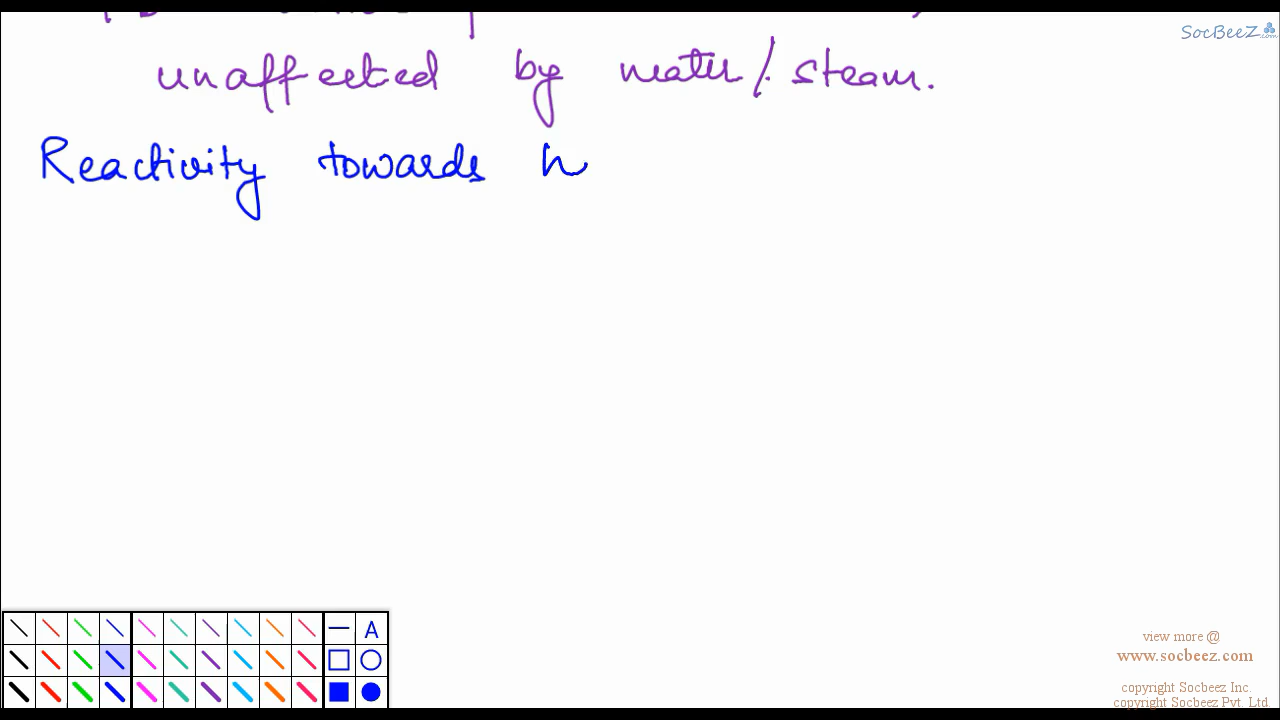 SocBeeZ.com
unaffected by water/steam.
Reactivity towards h
A
view more @
www.socbeez.com
copyright Socbeez Inc.
copyright Socbeez Pvt. Ltd.